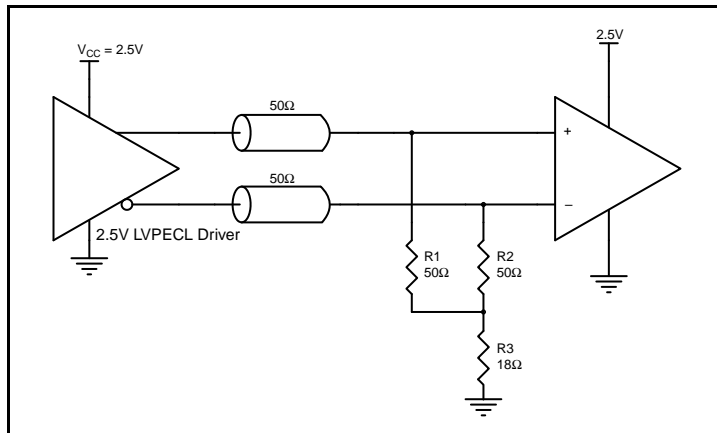 V_CC = 2.5V
2.5V
50Ω
50Ω
+
–
2.5V LVPECL Driver
R1
50Ω
R2
50Ω
R3
18Ω